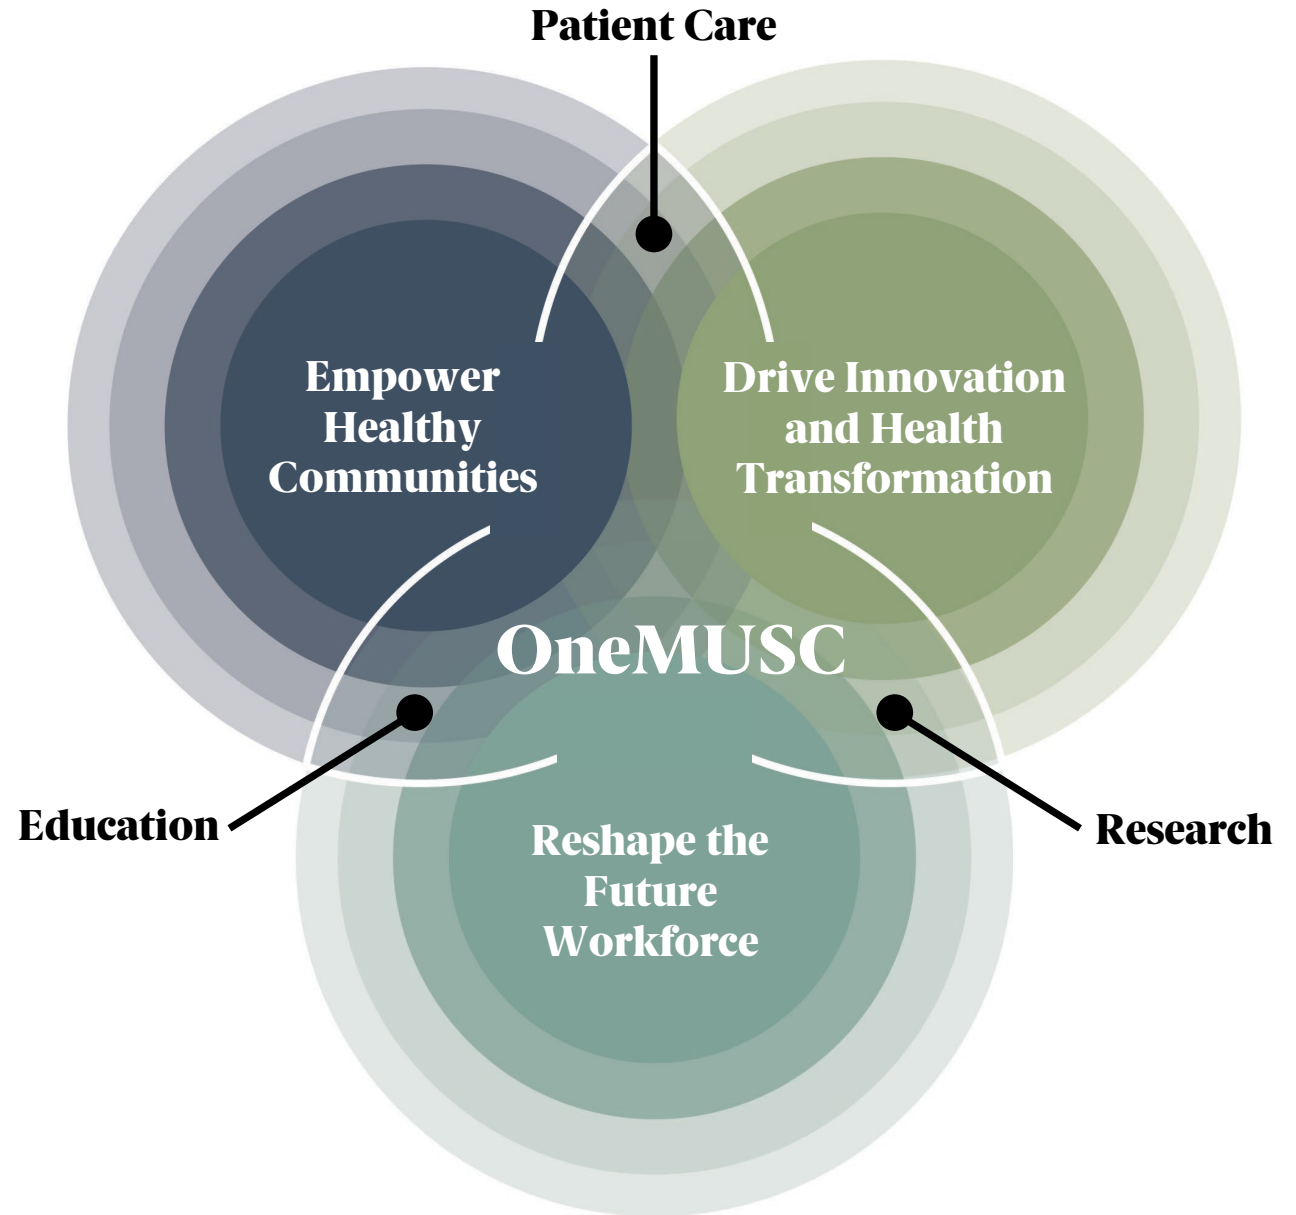 Patient Care
Empower
Healthy
Communities
Drive Innovation
and Health
Transformation
OneMUSC
Education
Research
Reshape the
Future
Workforce